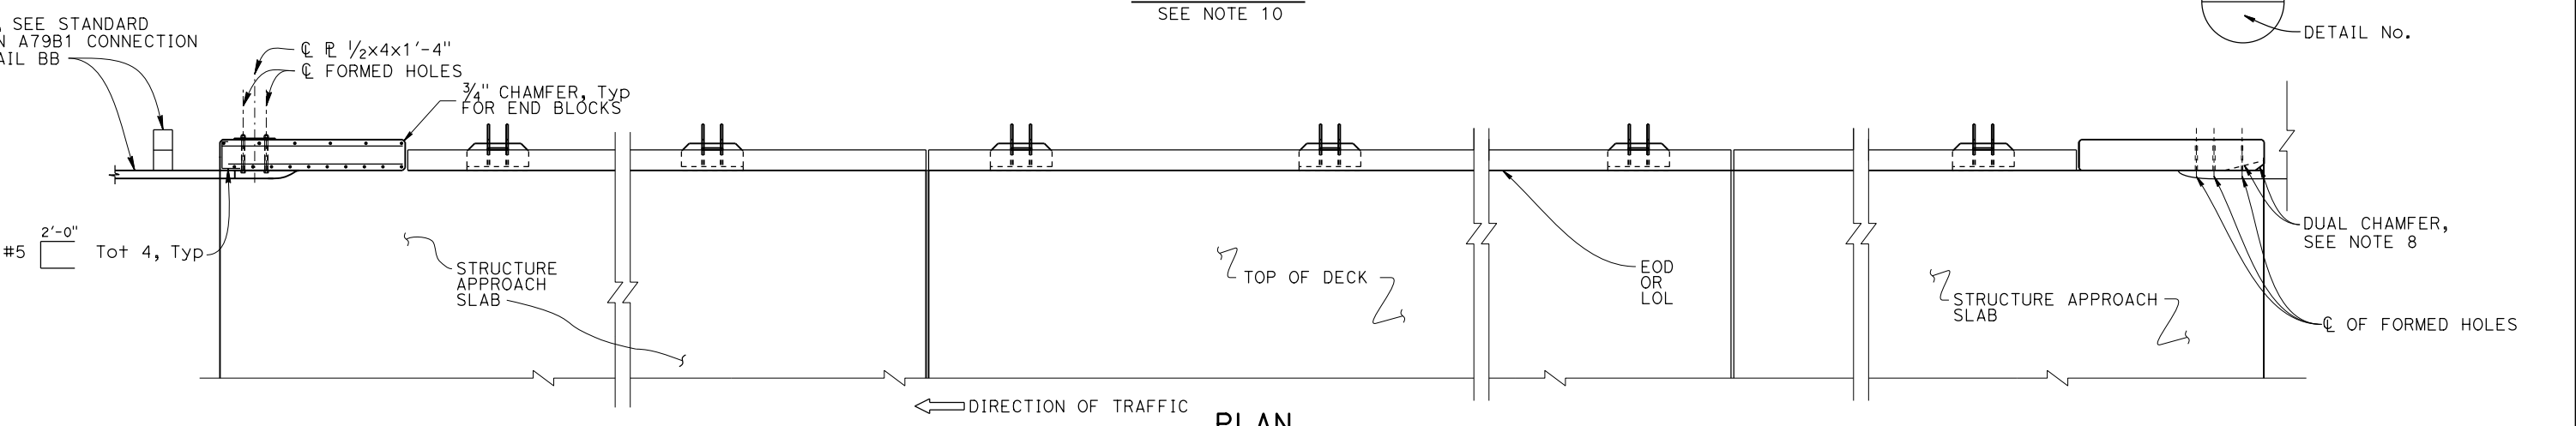 SEE NOTE 10
DETAIL No.
SEE STANDARD
A79B1 CONNECTION
BB
℄ ℙL ½x4x1'-4"
℄ FORMED HOLES
¾" CHAMFER, Typ
FOR END BLOCKS
2'-0"
#5 Tot 4, Typ
STRUCTURE
APPROACH
SLAB
TOP OF DECK
EOD
OR
LOL
STRUCTURE APPROACH
SLAB
DUAL CHAMFER,
SEE NOTE 8
℄ OF FORMED HOLES
DIRECTION OF TRAFFIC
PLAN